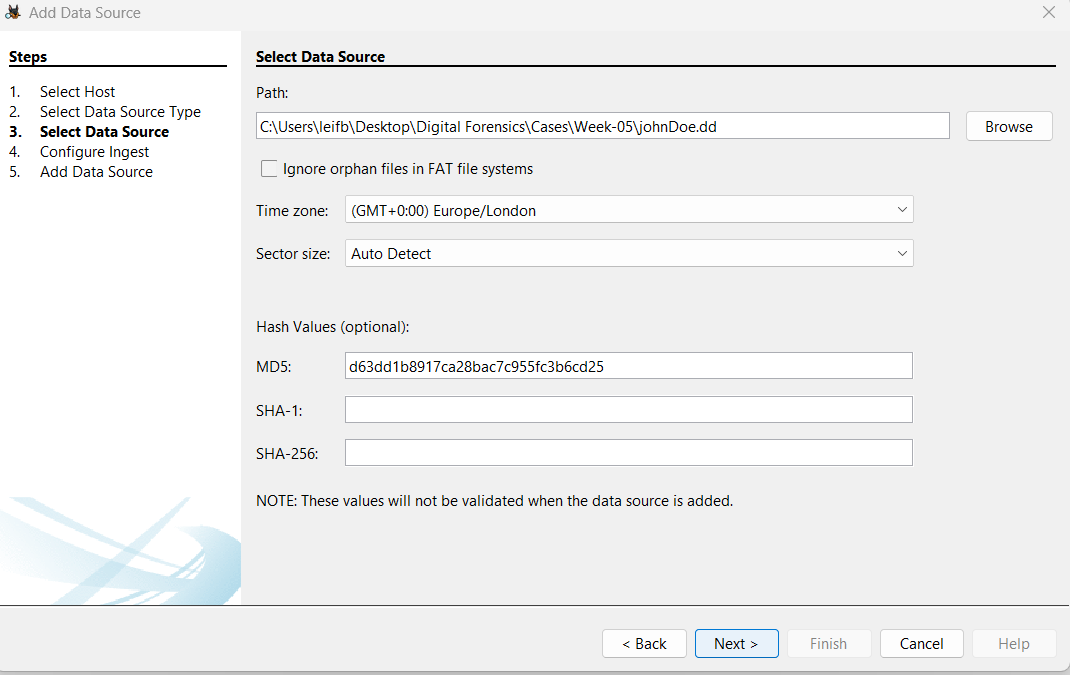 Add Data Source
Steps
1. Select Host
2. Select Data Source Type
3. Select Data Source
4. Configure Ingest
5. Add Data Source
Select Data Source
Path:
C:\Users\leifb\Desktop\Digital Forensics\Cases\Week-05\johnDoe.dd
Browse
Ignore orphan files in FAT file systems
Time zone: (GMT+0:00) Europe/London
Sector size: Auto Detect
Hash Values (optional):
MD5: d63dd1b8917ca28bac7c955fc3b6cd25
SHA-1:
SHA-256:
NOTE: These values will not be validated when the data source is added.
< Back Next > Finish Cancel Help